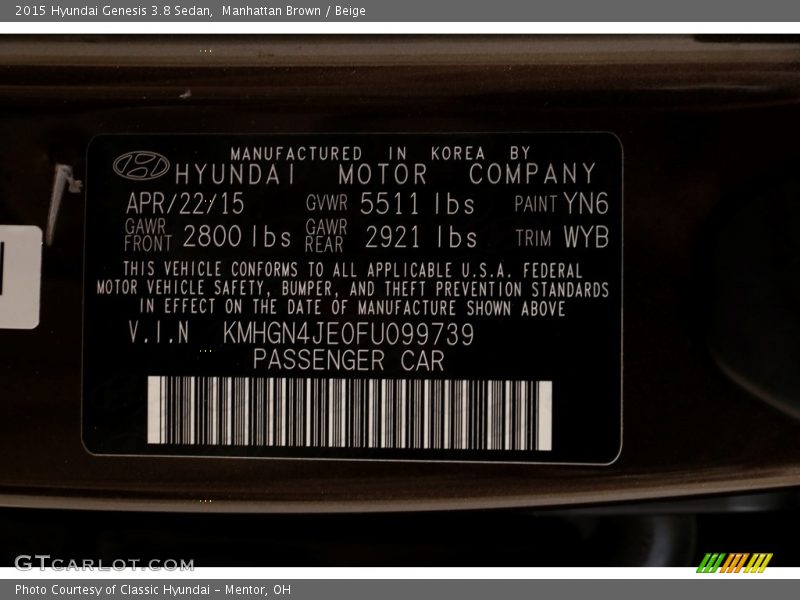 2015 Hyundai Genesis 3.8 Sedan,  Manhattan Brown / Beige
MANUFACTURED IN KOREA BY
HYUNDAI MOTOR COMPANY
APR/22/15 GVWR 5511 lbs PAINT YN6
GAWR FRONT 2800 lbs GAWR REAR 2921 lbs TRIM WYB
THIS VEHICLE CONFORMS TO ALL APPLICABLE U.S.A. FEDERAL
MOTOR VEHICLE SAFETY, BUMPER, AND THEFT PREVENTION STANDARDS
IN EFFECT ON THE DATE OF MANUFACTURE SHOWN ABOVE
V.I.N KMHGN4JE0FU099739
PASSENGER CAR
GTCARLOT.COM
Photo Courtesy of Classic Hyundai - Mentor, OH